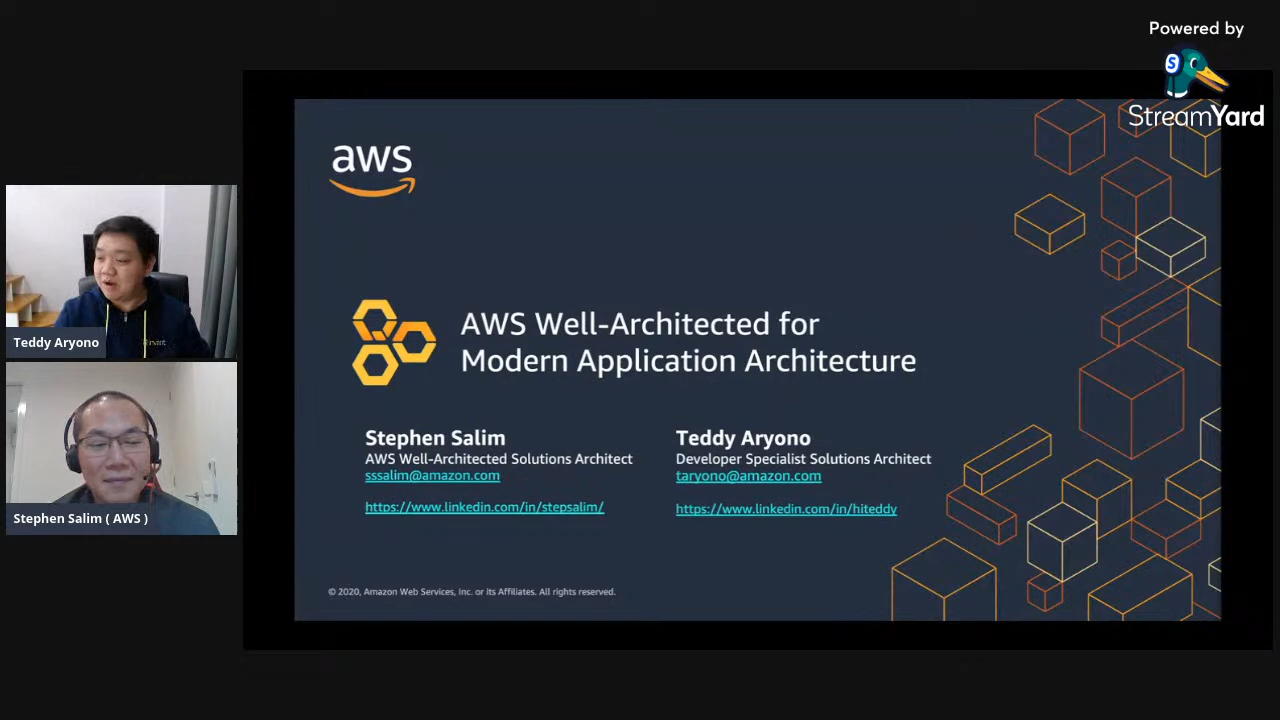 Powered by
StreamYard
aws
AWS Well-Architected for
Modern Application Architecture
Stephen Salim
AWS Well-Architected Solutions Architect
sssalim@amazon.com
https://www.linkedin.com/in/stepsalim/
Teddy Aryono
Developer Specialist Solutions Architect
taryono@amazon.com
https://www.linkedin.com/in/hiteddy
© 2020, Amazon Web Services, Inc. or its Affiliates. All rights reserved.
Teddy Aryono
Stephen Salim ( AWS )